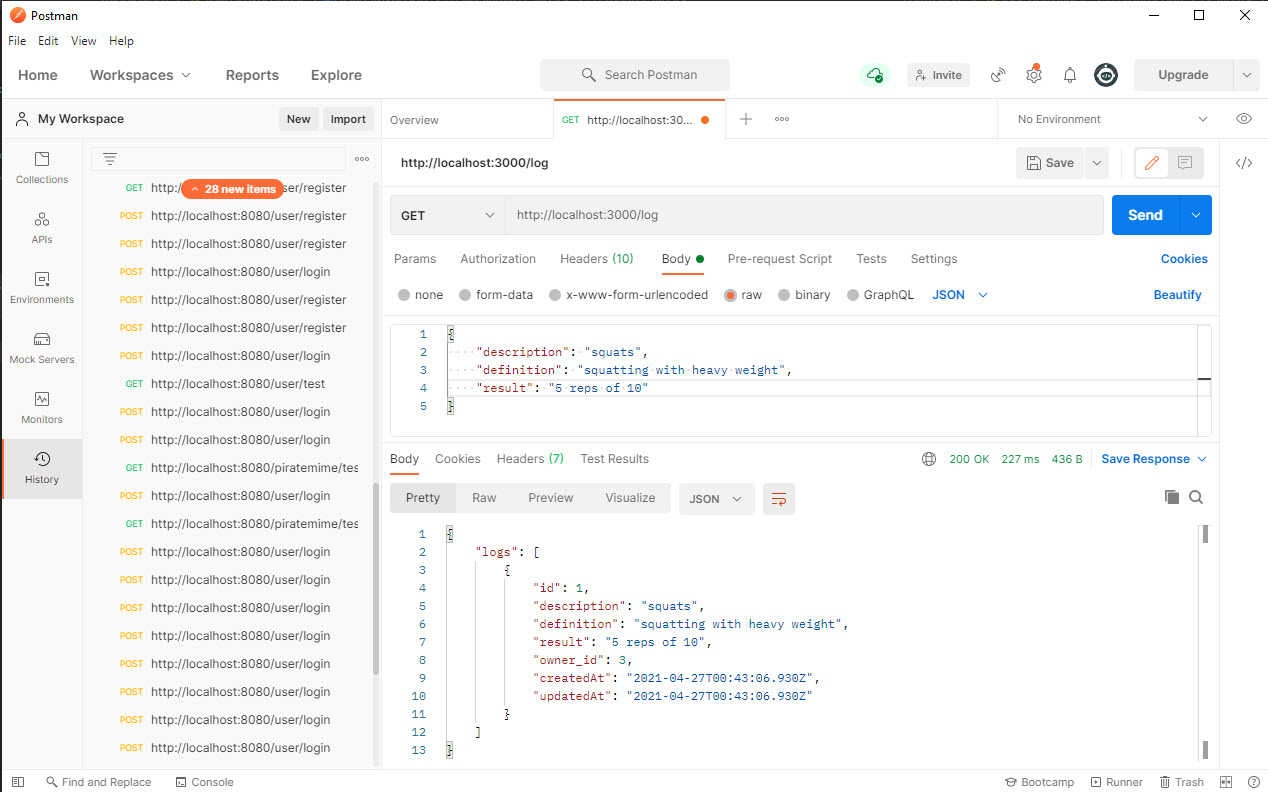 Postman
File Edit View Help
Home Workspaces Reports Explore Search Postman Invite Upgrade
My Workspace New Import
Overview GET http://localhost:30... No Environment
Collections
APIs
Environments
Mock Servers
Monitors
History
28 new items
GET http:/ ser/register
POST http://localhost:8080/user/register
POST http://localhost:8080/user/register
POST http://localhost:8080/user/login
POST http://localhost:8080/user/register
POST http://localhost:8080/user/register
POST http://localhost:8080/user/login
GET http://localhost:8080/user/test
POST http://localhost:8080/user/login
POST http://localhost:8080/user/login
GET http://localhost:8080/piratemime/tes
POST http://localhost:8080/user/login
GET http://localhost:8080/piratemime/tes
POST http://localhost:8080/user/login
POST http://localhost:8080/user/login
POST http://localhost:8080/user/login
POST http://localhost:8080/user/login
POST http://localhost:8080/user/login
POST http://localhost:8080/user/login
POST http://localhost:8080/user/login
POST http://localhost:8080/user/login
http://localhost:3000/log Save
GET http://localhost:3000/log Send
Params Authorization Headers (10) Body Pre-request Script Tests Settings Cookies
none form-data x-www-form-urlencoded raw binary GraphQL JSON Beautify
1 {
2 "description": "squats",
3 "definition": "squatting with heavy weight",
4 "result": "5 reps of 10"
5 }
Body Cookies Headers (7) Test Results 200 OK 227 ms 436 B Save Response
Pretty Raw Preview Visualize JSON
1 {
2 "logs": [
3 {
4 "id": 1,
5 "description": "squats",
6 "definition": "squatting with heavy weight",
7 "result": "5 reps of 10",
8 "owner_id": 3,
9 "createdAt": "2021-04-27T00:43:06.930Z",
10 "updatedAt": "2021-04-27T00:43:06.930Z"
11 }
12 ]
13 }
Find and Replace Console Bootcamp Runner Trash